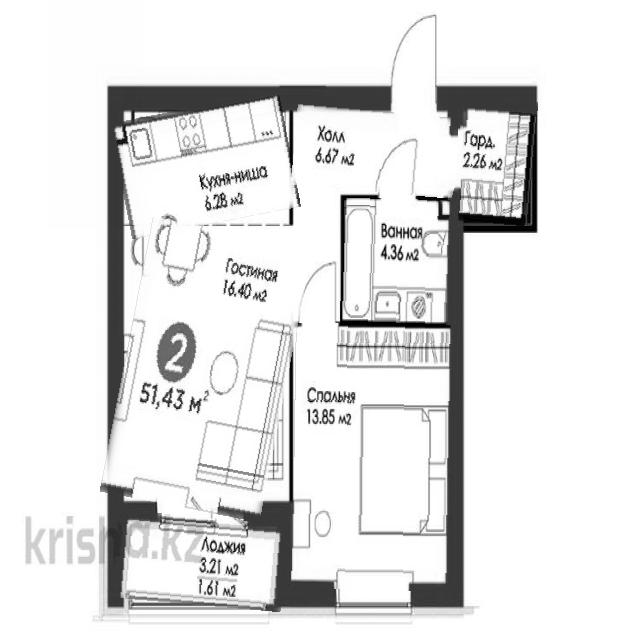 Холл
6.67 м2
Гард.
2.26 м2
Кухня-ниша
6.28 м2
Ванная
4.36 м2
Гостиная
16.40 м2
2
51,43 м²
Спальня
13.85 м2
krisha.kz
Лоджия
3.21 м2
1.61 м2